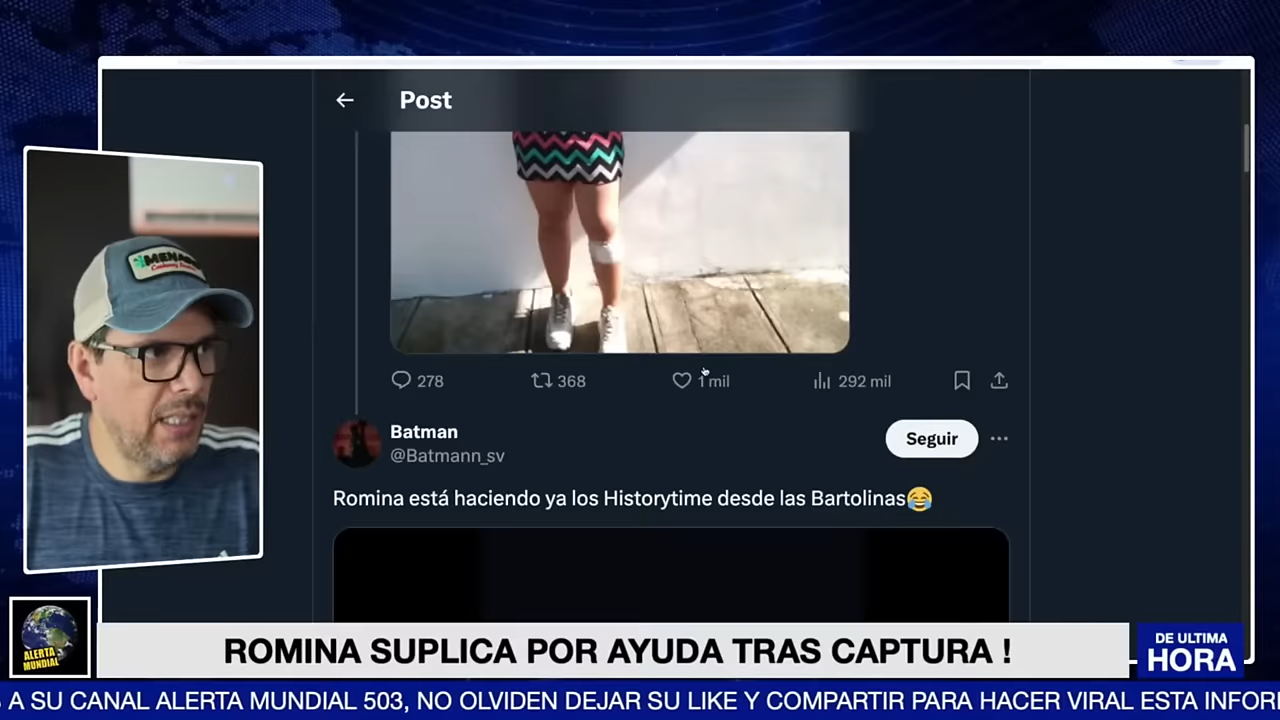 Post
278
368
1 mil
292 mil
Batman
@Batmann_sv
Seguir
Romina está haciendo ya los Historytime desde las Bartolinas😂
ALERTA
MUNDIAL
ROMINA SUPLICA POR AYUDA TRAS CAPTURA !
DE ULTIMA
HORA
A SU CANAL ALERTA MUNDIAL 503, NO OLVIDEN DEJAR SU LIKE Y COMPARTIR PARA HACER VIRAL ESTA